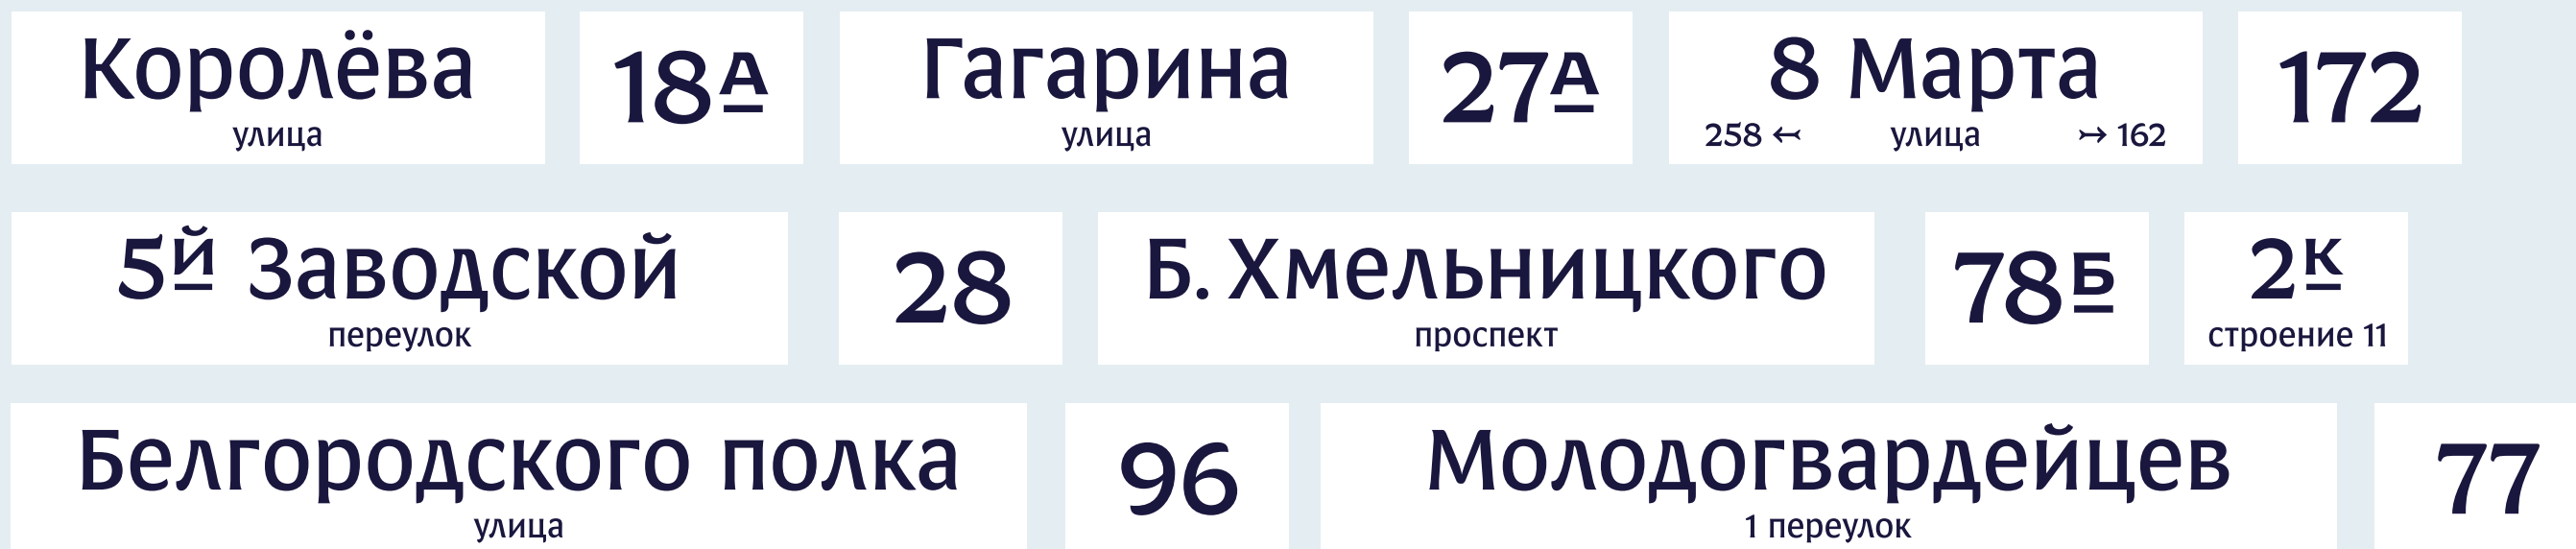 Королёва
улица
18А
Гагарина
улица
27А
8 Марта
258 ↢ улица ↣ 162
172
5й Заводской
переулок
28
Б. Хмельницкого
проспект
78Б
2К
строение 11
Белгородского полка
улица
96
Молодогвардейцев
1 переулок
77